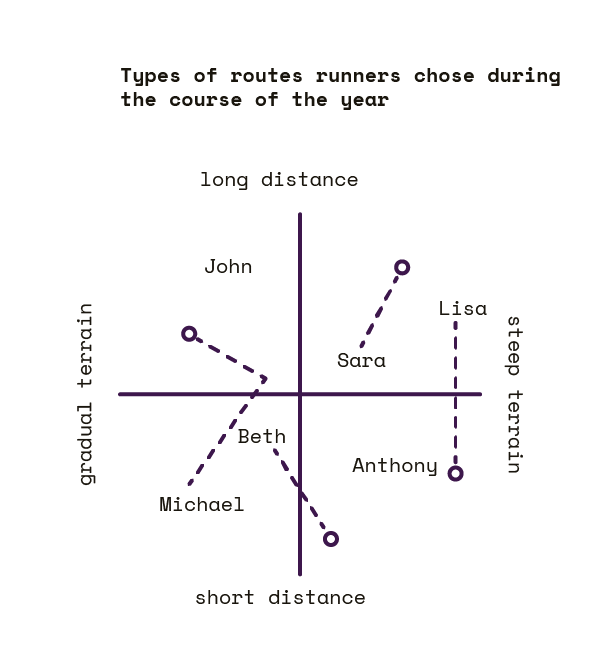 Types of routes runners chose during
the course of the year
long distance
John
Lisa
gradual terrain
steep terrain
Sara
Beth
Anthony
Michael
short distance